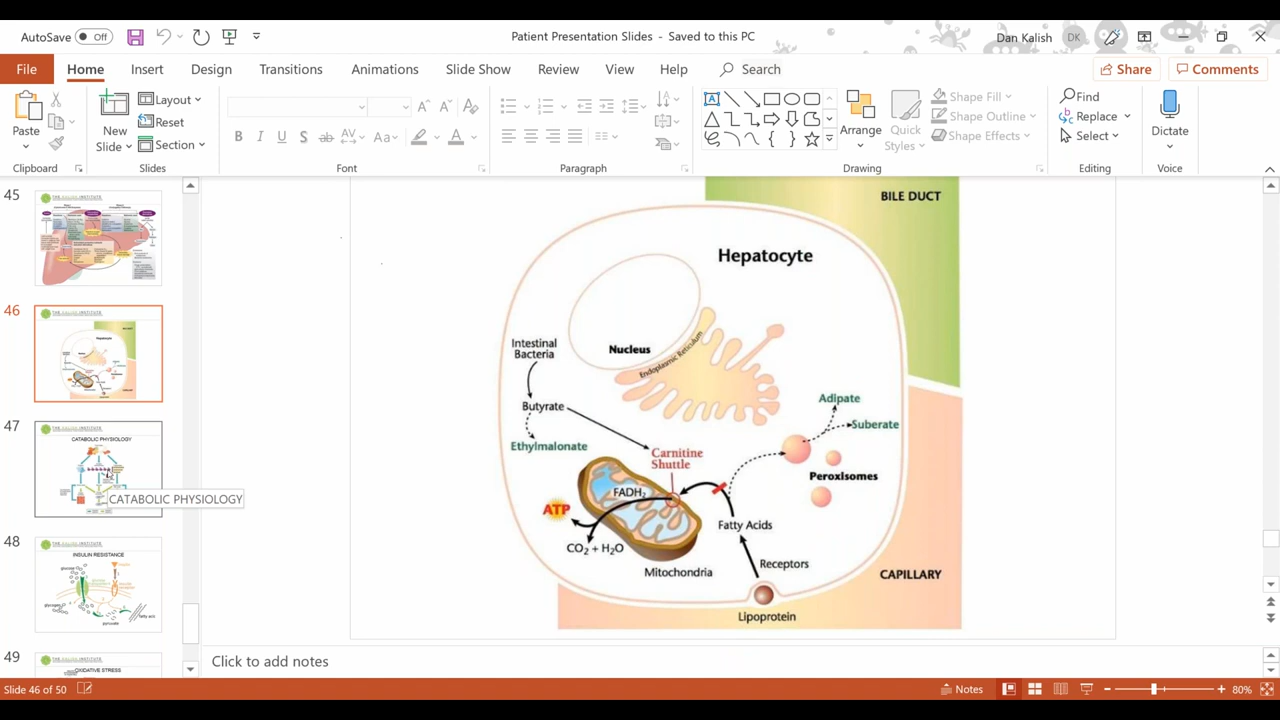 AutoSave Off
Patient Presentation Slides - Saved to this PC
Dan Kalish DK
File Home Insert Design Transitions Animations Slide Show Review View Help Search Share Comments
Paste
Clipboard
New Slide
Layout
Reset
Section
Slides
B I U S ab AV Aa A
Font
Paragraph
Arrange
Quick Styles
Shape Fill
Shape Outline
Shape Effects
Drawing
Find
Replace
Select
Editing
Dictate
Voice
45
46
47
CATABOLIC PHYSIOLOGY
CATABOLIC PHYSIOLOGY
48
INSULIN RESISTANCE
pyruvate
49
OXIDATIVE STRESS
BILE DUCT
Hepatocyte
Nucleus
Endoplasmic Reticulum
Intestinal
Bacteria
Butyrate
Ethylmalonate
Carnitine
Shuttle
Adipate
Suberate
Peroxisomes
FADH2
ATP
CO2 + H2O
Mitochondria
Fatty Acids
Receptors
Lipoprotein
CAPILLARY
Click to add notes
Slide 46 of 50
Notes
80%